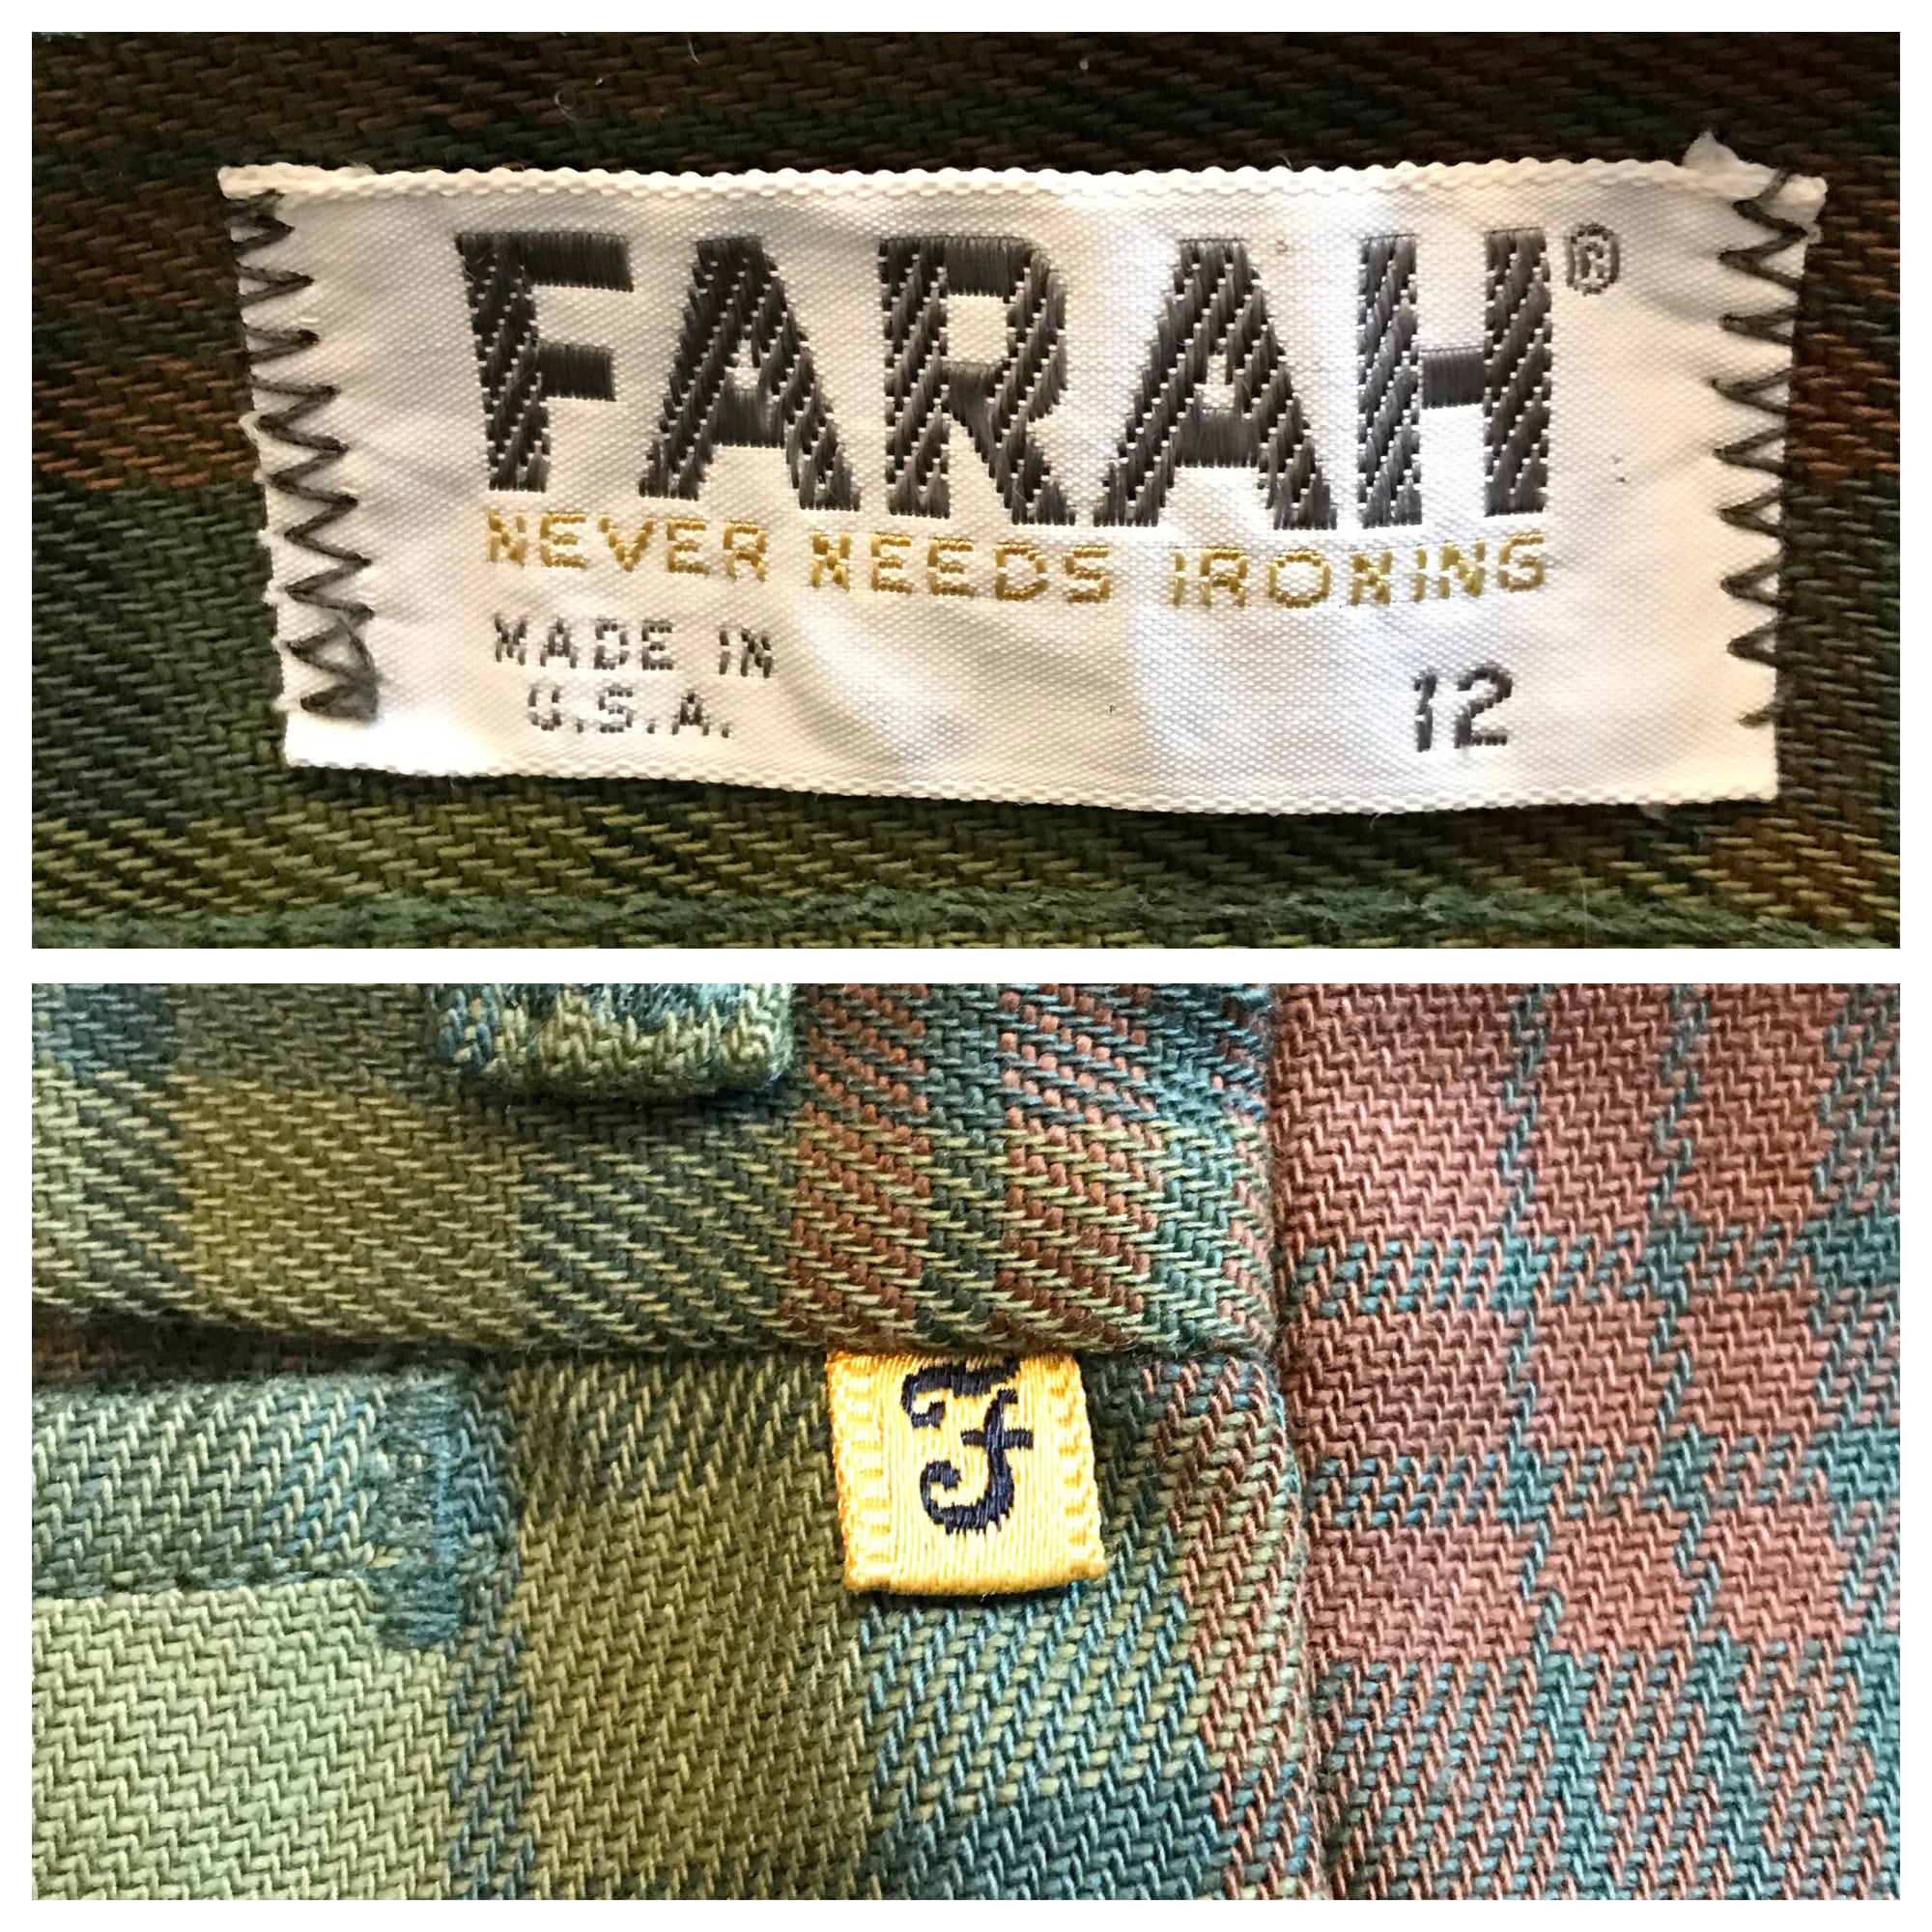 FARAH®
NEVER NEEDS IRONING
MADE IN
U.S.A.
12
F